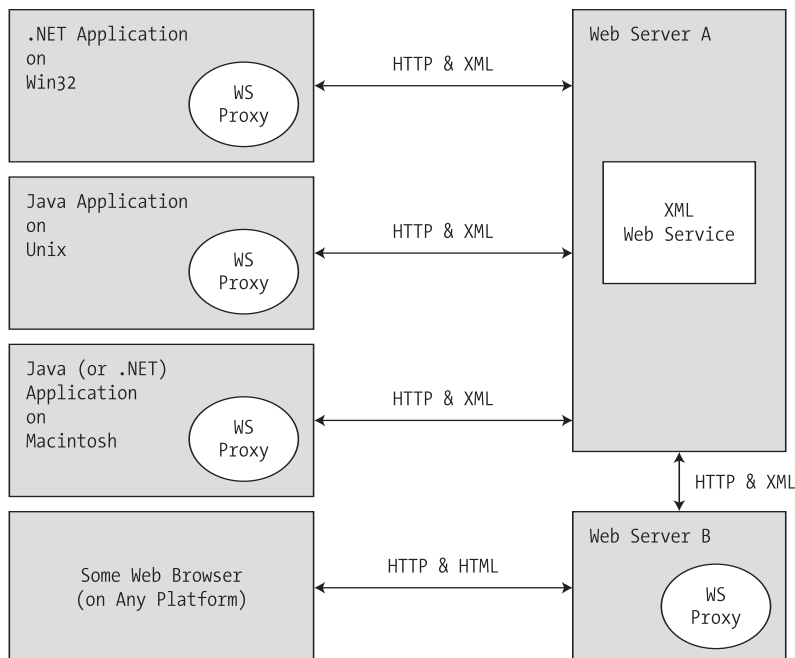 .NET Application
on
Win32
WS
Proxy
HTTP & XML
Web Server A
XML
Web Service
Java Application
on
Unix
WS
Proxy
HTTP & XML
Java (or .NET)
Application
on
Macintosh
WS
Proxy
HTTP & XML
HTTP & XML
Some Web Browser
(on Any Platform)
HTTP & HTML
Web Server B
WS
Proxy